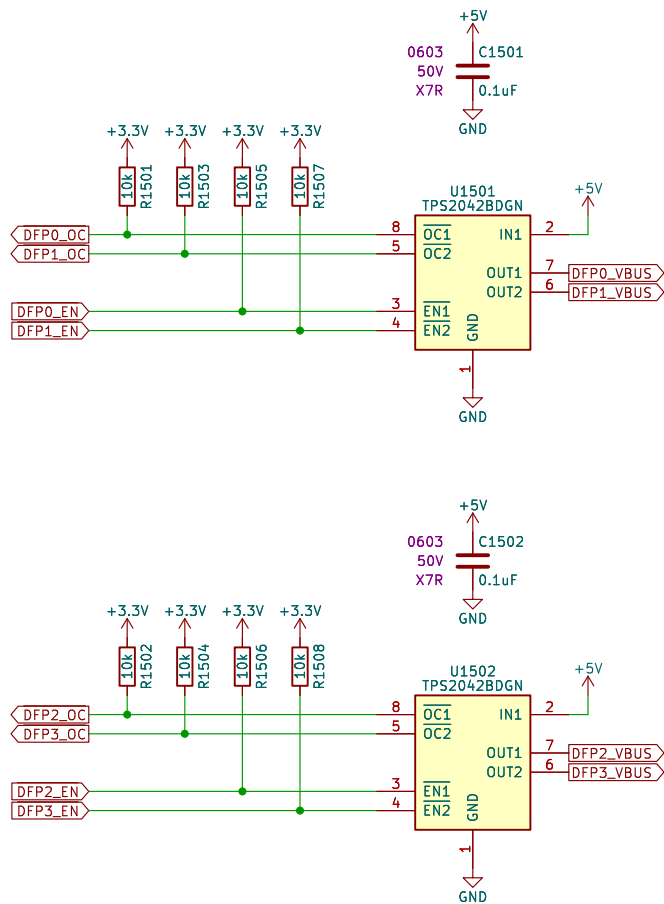 +5V
0603 C1501
50V
X7R 0.1uF
GND
+3.3V +3.3V +3.3V +3.3V
10k R1501 10k R1503 10k R1505 10k R1507
U1501
TPS2042BDGN
+5V
DFP0_OC 8 OC1 IN1 2
DFP1_OC 5 OC2
OUT1 7 DFP0_VBUS
OUT2 6 DFP1_VBUS
DFP0_EN 3 EN1
DFP1_EN 4 EN2
GND
1
GND
+5V
0603 C1502
50V
X7R 0.1uF
GND
+3.3V +3.3V +3.3V +3.3V
10k R1502 10k R1504 10k R1506 10k R1508
U1502
TPS2042BDGN
+5V
DFP2_OC 8 OC1 IN1 2
DFP3_OC 5 OC2
OUT1 7 DFP2_VBUS
OUT2 6 DFP3_VBUS
DFP2_EN 3 EN1
DFP3_EN 4 EN2
GND
1
GND